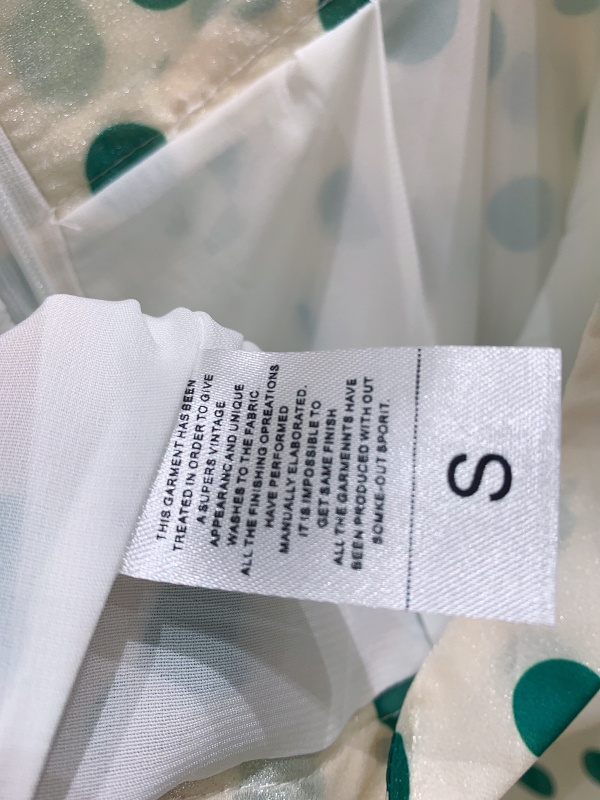 THIS GARMENT HAS BEEN
TREATED IN ORDER TO GIVE
A SUPERS VINTAGE
APPEARANC AND UNIQUE
WASHES TO THE FABRIC.
ALL THE FINISHING OPREATIONS
HAVE PERFORMED
MANUALLY ELABORATED.
IT IS IMPOSSIBLE TO
GET SAME FINISH
ALL THE GARMENNTS HAVE
BEEN PRODUCED WITH OUT
SOMKE-OUT SPORIT.
S